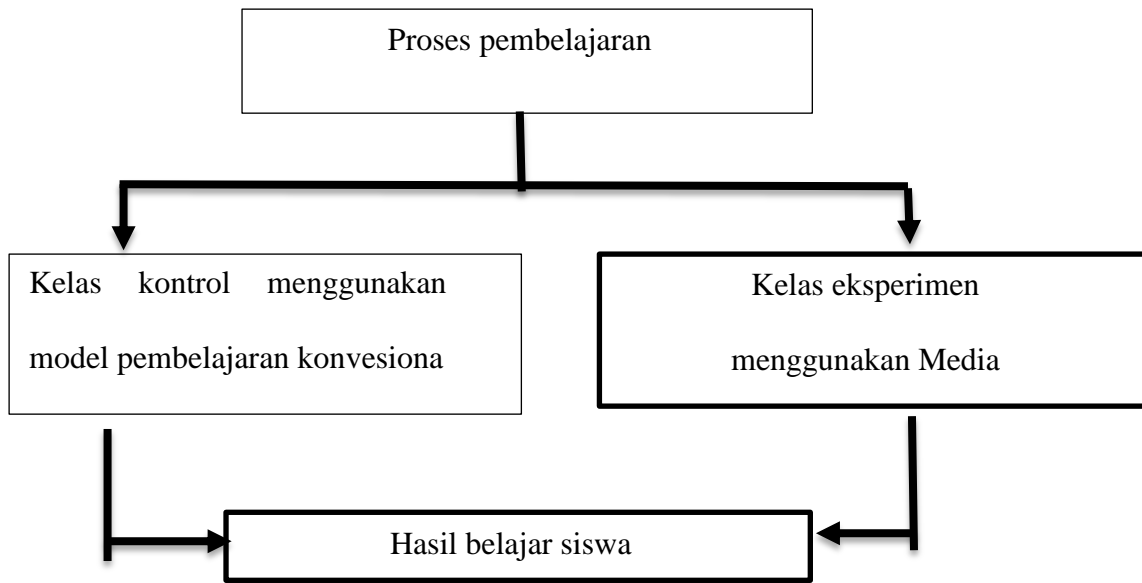 Proses pembelajaran
Kelas kontrol menggunakan
model pembelajaran konvesiona
Kelas eksperimen
menggunakan Media
Hasil belajar siswa